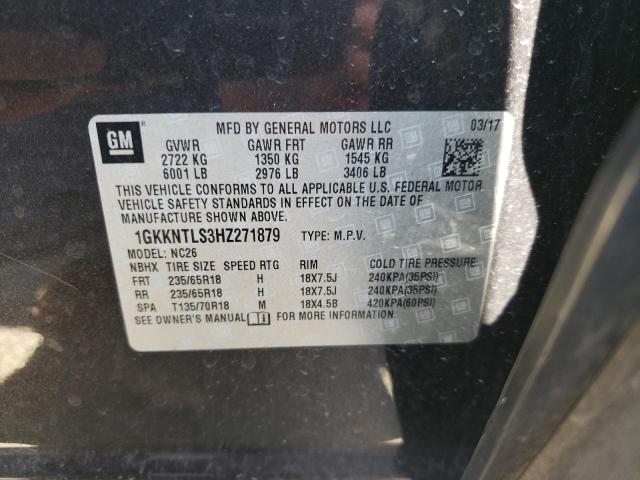 GM
MFD BY GENERAL MOTORS LLC 03/17
GVWR GAWR FRT GAWR RR
2722 KG 1350 KG 1545 KG
6001 LB 2976 LB 3406 LB
THIS VEHICLE CONFORMS TO ALL APPLICABLE U.S. FEDERAL MOTOR
VEHICLE SAFETY STANDARDS IN EFFECT ON THE DATE OF
MANUFACTURE SHOWN ABOVE.
1GKKNTLS3HZ271879 TYPE: M.P.V.
MODEL: NC26
NBHX TIRE SIZE SPEED RTG RIM COLD TIRE PRESSURE
FRT 235/65R18 H 18X7.5J 240KPA(35PSI)
RR 235/65R18 H 18X7.5J 240KPA(35PSI)
SPA T135/70R18 M 18X4.5B 420KPA(60PSI)
SEE OWNER'S MANUAL FOR MORE INFORMATION.